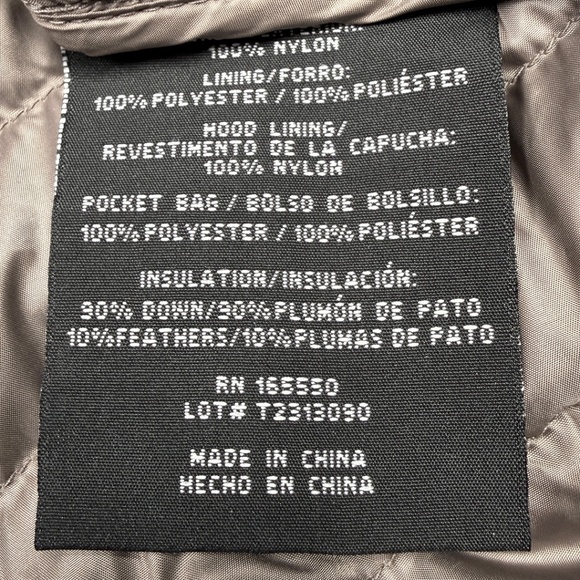 100% NYLON
LINING/FORRO:
100% POLYESTER / 100% POLIÉSTER
HOOD LINING/
REVESTIMENTO DE LA CAPUCHA:
100% NYLON
POCKET BAG / BOLSO DE BOLSILLO:
100% POLYESTER / 100% POLIÉSTER
INSULATION/INSULACIÓN:
90% DOWN/90% PLUMÓN DE PATO
10%FEATHERS/10% PLUMAS DE PATO
RN 165550
LOT# T2313090
MADE IN CHINA
HECHO EN CHINA